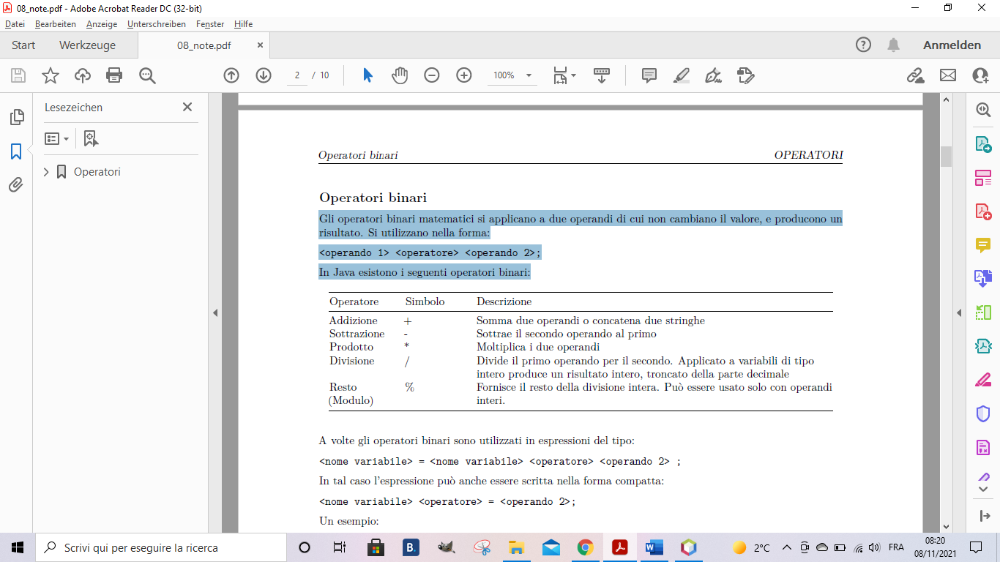 08_note.pdf - Adobe Acrobat Reader DC (32-bit)
Datei Bearbeiten Anzeige Unterschreiben Fenster Hilfe
Start Werkzeuge 08_note.pdf × Anmelden
2 / 10 100%
Lesezeichen
Operatori
Operatori binari OPERATORI
Operatori binari
Gli operatori binari matematici si applicano a due operandi di cui non cambiano il valore, e producono un
risultato. Si utilizzano nella forma:
<operando 1> <operatore> <operando 2>;
In Java esistono i seguenti operatori binari:
Operatore Simbolo Descrizione
Addizione + Somma due operandi o concatena due stringhe
Sottrazione - Sottrae il secondo operando al primo
Prodotto * Moltiplica i due operandi
Divisione / Divide il primo operando per il secondo. Applicato a variabili di tipo
intero produce un risultato intero, troncato della parte decimale
Resto % Fornisce il resto della divisione intera. Può essere usato solo con operandi
(Modulo) interi.
A volte gli operatori binari sono utilizzati in espressioni del tipo:
<nome variabile> = <nome variabile> <operatore> <operando 2> ;
In tal caso l'espressione può anche essere scritta nella forma compatta:
<nome variabile> <operatore> = <operando 2>;
Un esempio:
Scrivi qui per eseguire la ricerca
B.
2°C
FRA
08:20
08/11/2021